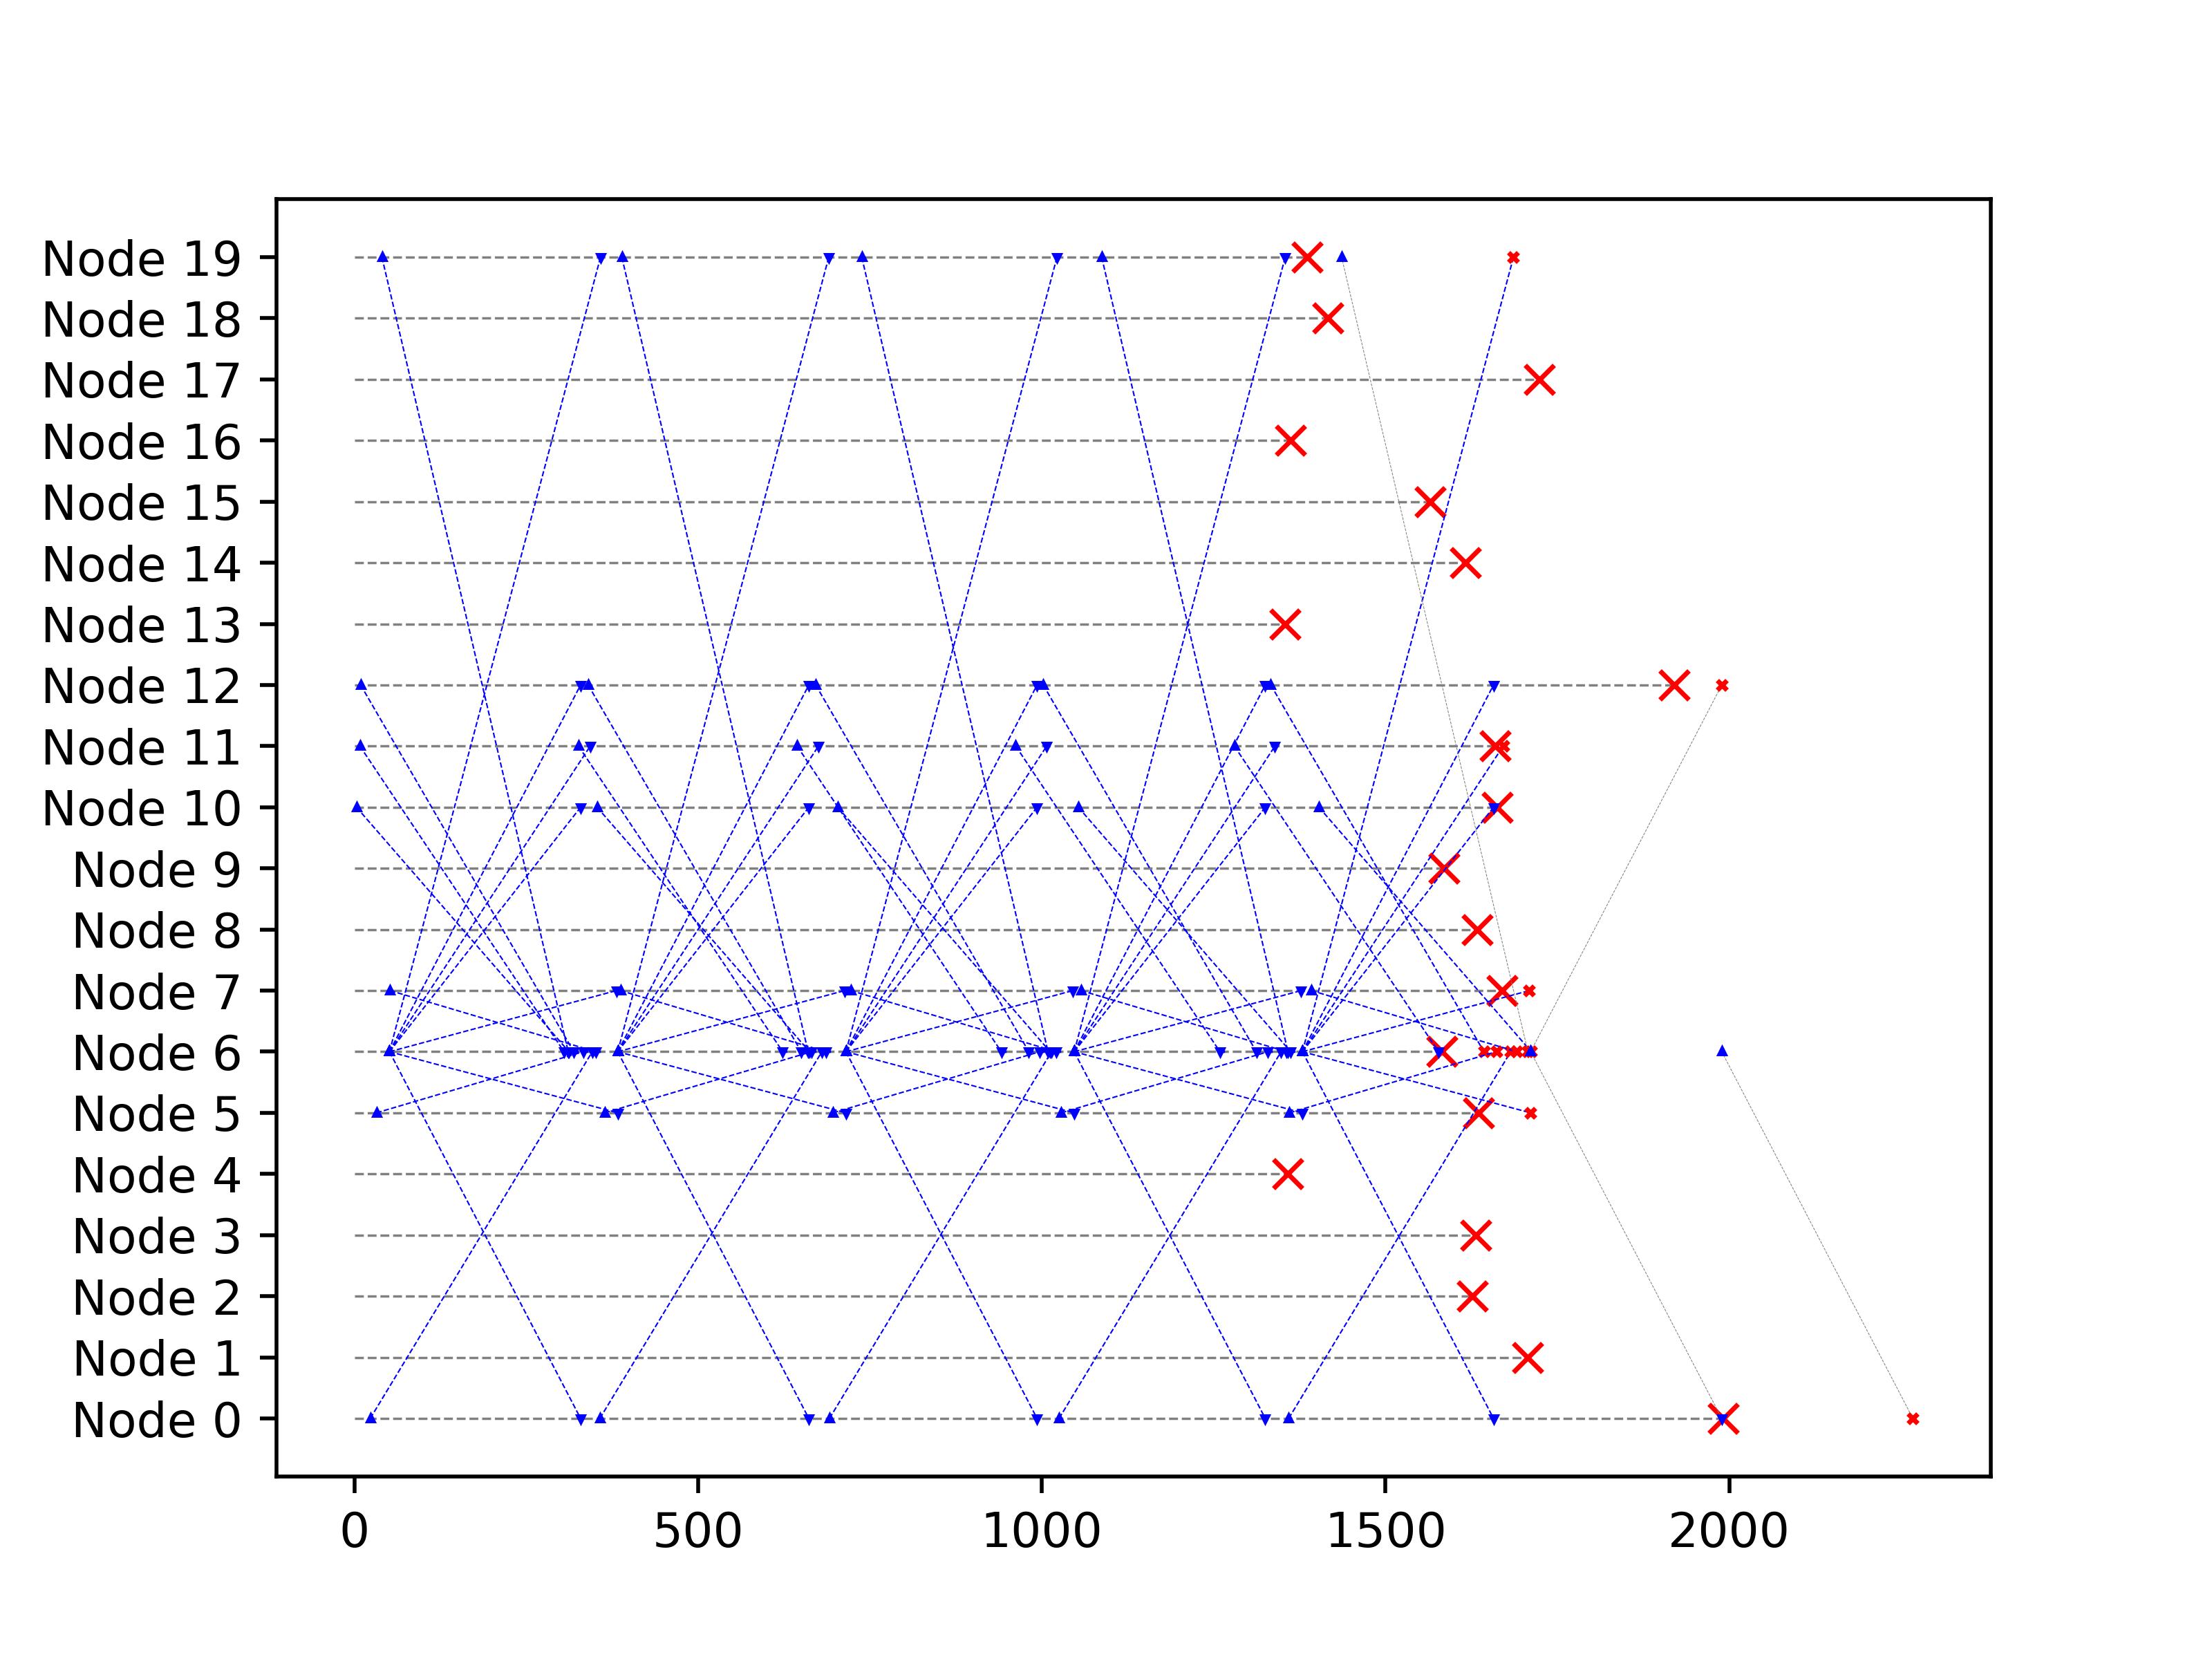 Node 19
Node 18
Node 17
Node 16
Node 15
Node 14
Node 13
Node 12
Node 11
Node 10
Node 9
Node 8
Node 7
Node 6
Node 5
Node 4
Node 3
Node 2
Node 1
Node 0
0 500 1000 1500 2000